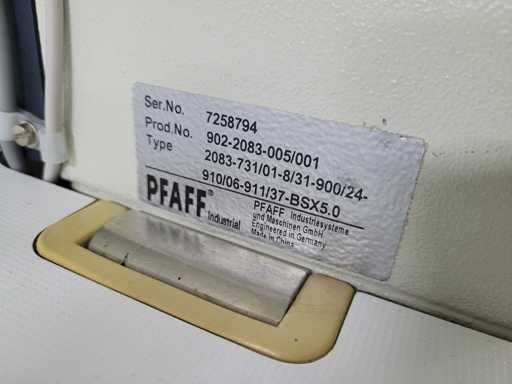 Ser.No. 7258794
Prod.No. 902-2083-005/001
Type 2083-731/01-8/31-900/24-
910/06-911/37-BSX5.0
PFAFF® Industrial
PFAFF Industriesysteme
und Maschinen GmbH
Engineered in Germany
Made in China